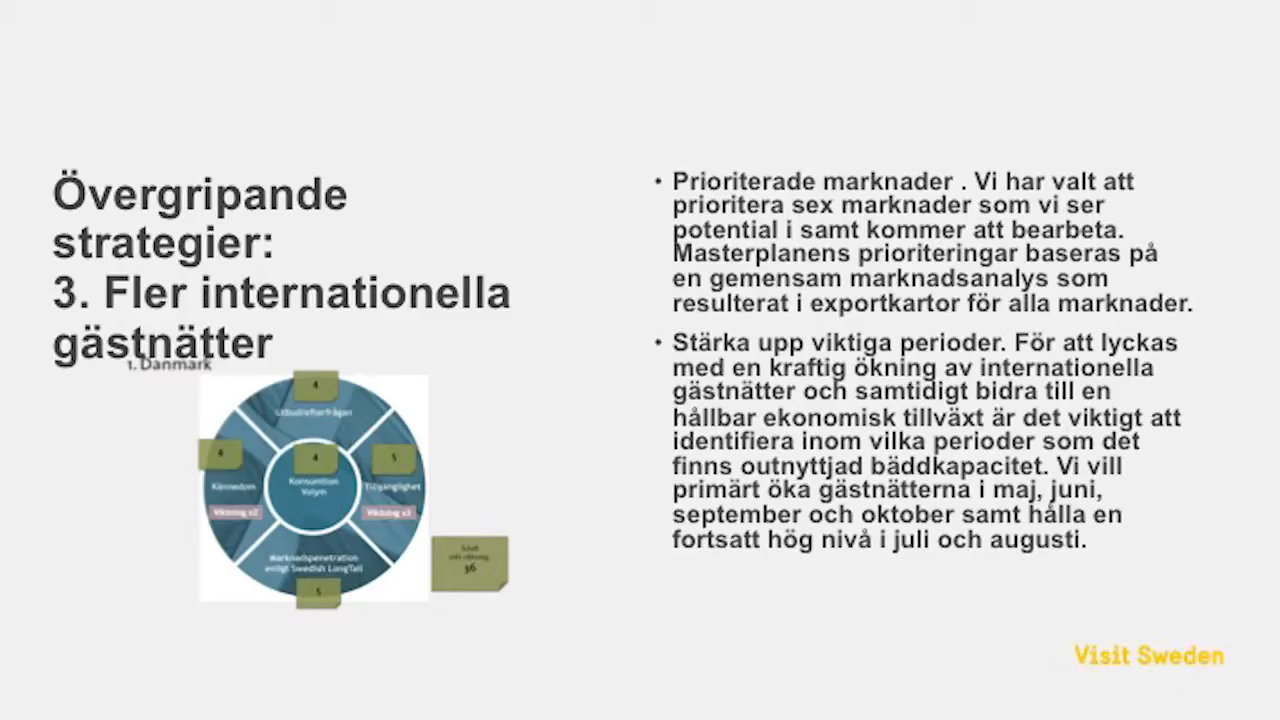 Övergripande
strategier:
3. Fler internationella
gästnätter
1. Danmark
4
Utbud/efterfrågan
4
4
5
Kännedom
Konsumtion
Volym
Tillgänglighet
Viktning x2
Viktning x3
Marknadspenetration
enligt Swedish LongTail
5
36
• Prioriterade marknader . Vi har valt att
prioritera sex marknader som vi ser
potential i samt kommer att bearbeta.
Masterplanens prioriteringar baseras på
en gemensam marknadsanalys som
resulterat i exportkartor för alla marknader.
• Stärka upp viktiga perioder. För att lyckas
med en kraftig ökning av internationella
gästnätter och samtidigt bidra till en
hållbar ekonomisk tillväxt är det viktigt att
identifiera inom vilka perioder som det
finns outnyttjad bäddkapacitet. Vi vill
primärt öka gästnätterna i maj, juni,
september och oktober samt hålla en
fortsatt hög nivå i juli och augusti.
Visit Sweden